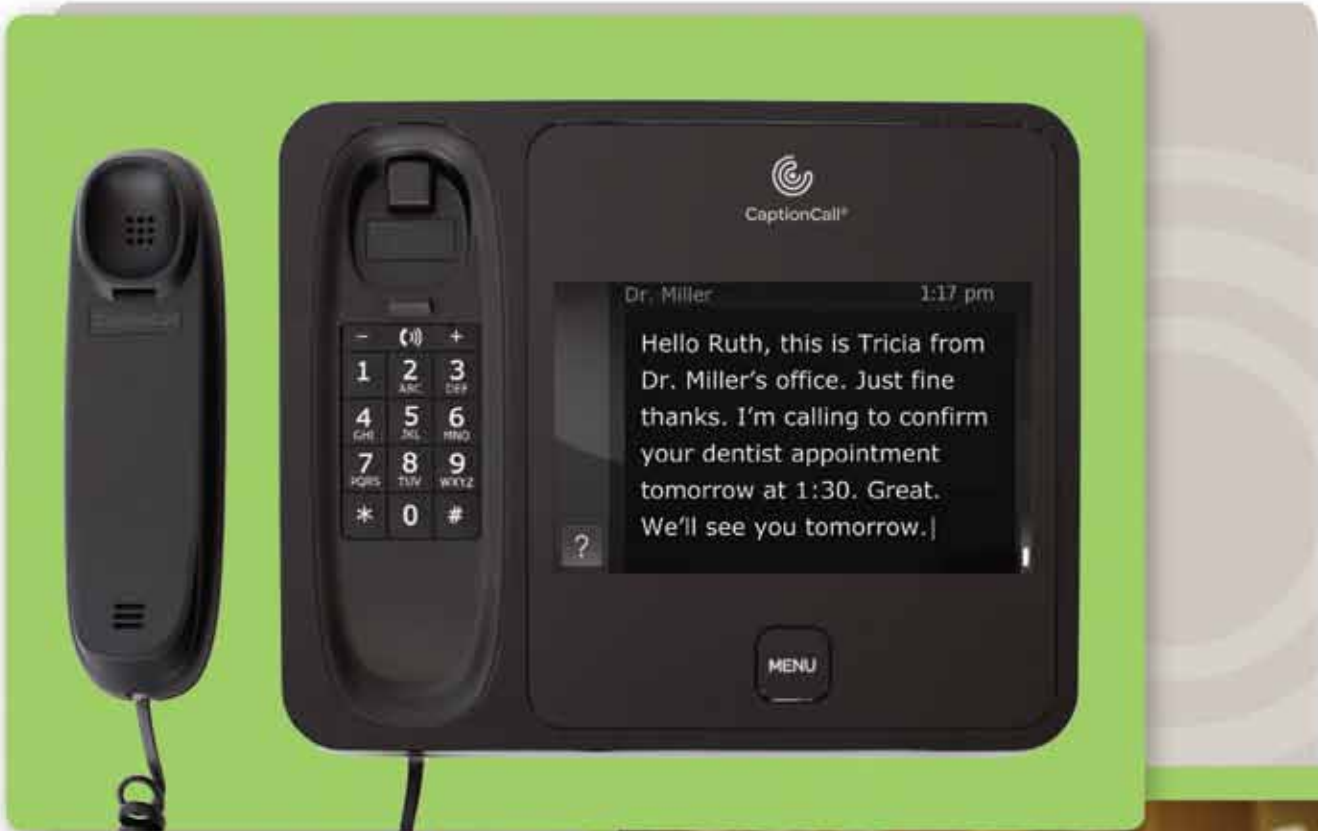 CaptionCall®
Dr. Miller 1:17 pm
Hello Ruth, this is Tricia from
Dr. Miller’s office. Just fine
thanks. I’m calling to confirm
your dentist appointment
tomorrow at 1:30. Great.
We’ll see you tomorrow.|
?
- +
1 2 3
ABC DEF
4 5 6
GHI JKL MNO
7 8 9
PQRS TUV WXYZ
* 0 #
MENU